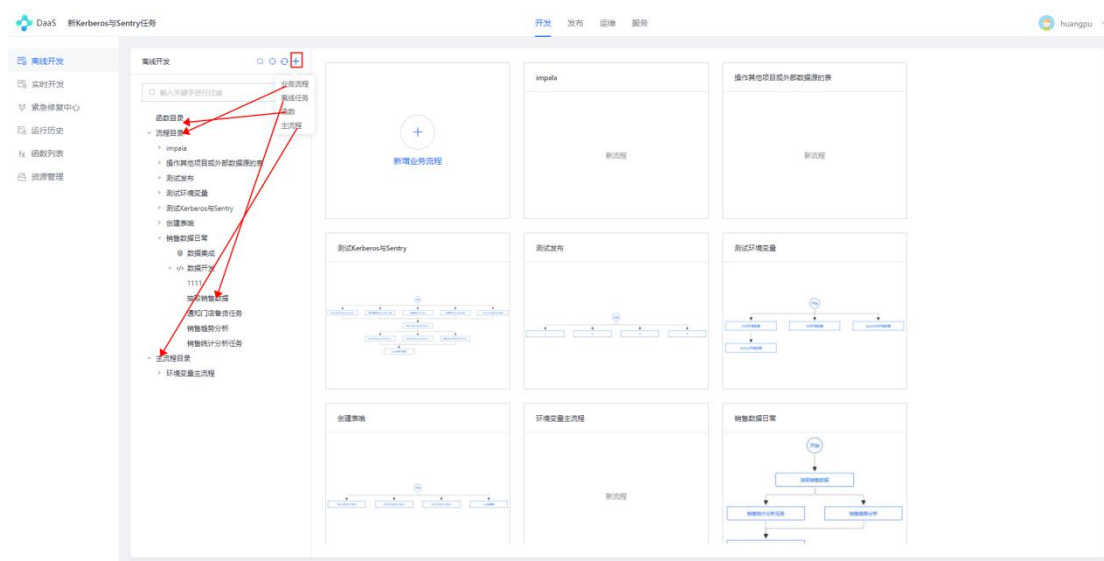 DaaS 新Kerberos与Sentry任务 开发 发布 运维 服务 huangpu
离线开发
实时开发
紧急修复中心
运行历史
fx 函数列表
资源管理
离线开发
输入关键字进行过滤
业务流程
离线任务
函数
主流程
函数目录
流程目录
impala
操作其他项目或外部数据源的表
测试发布
测试环境变量
测试Kerberos与Sentry
创建表端
销售数据日常
数据集成
</> 数据开发
1111
抽取销售数据
通知门店备货任务
销售趋势分析
销售统计分析任务
主流程目录
环境变量主流程
新增业务流程
impala
新流程
操作其他项目或外部数据源的表
新流程
测试Kerberos与Sentry
测试发布
测试环境变量
创建表端
环境变量主流程
新流程
销售数据日常
开始
抽取销售数据
销售统计分析任务
销售趋势分析